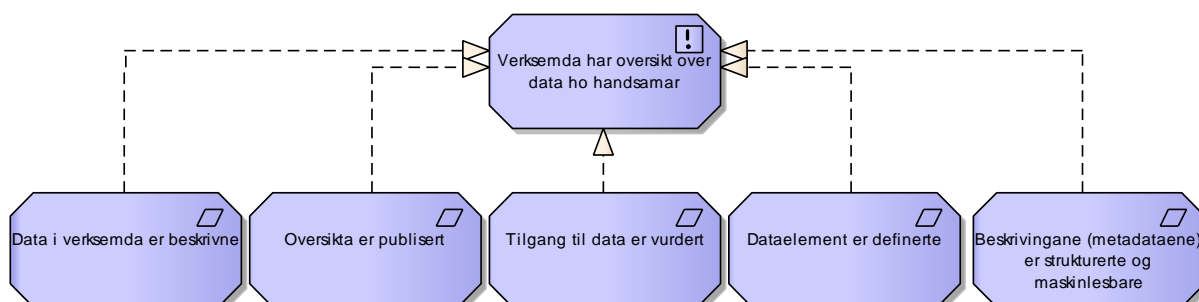 Verksemda har oversikt over
data ho handsamar
Data i verksemda er beskrivne
Oversikta er publisert
Tilgang til data er vurdert
Dataelement er definerte
Beskrivingane (metadataene)
er strukturerte og
maskinlesbare